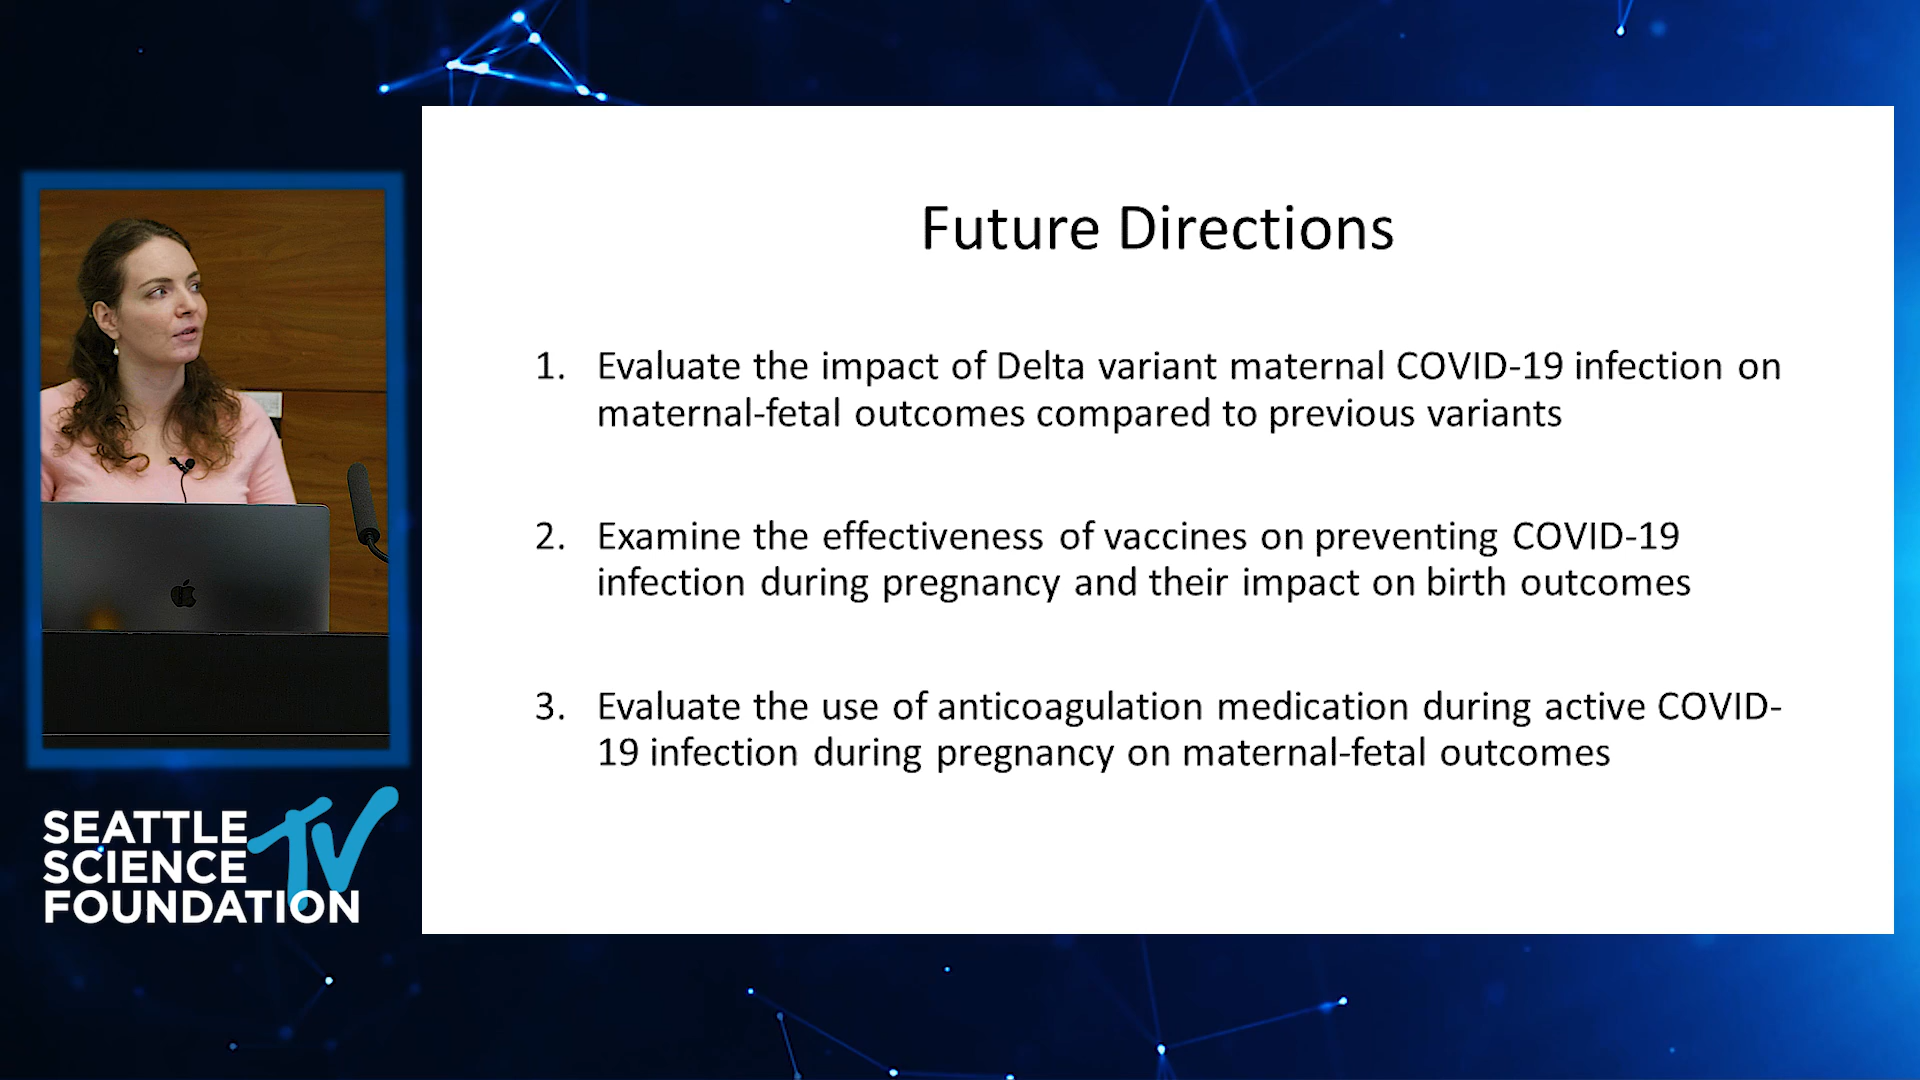 Future Directions
1. Evaluate the impact of Delta variant maternal COVID-19 infection on
maternal-fetal outcomes compared to previous variants
2. Examine the effectiveness of vaccines on preventing COVID-19
infection during pregnancy and their impact on birth outcomes
3. Evaluate the use of anticoagulation medication during active COVID-
19 infection during pregnancy on maternal-fetal outcomes
SEATTLE
SCIENCE
FOUNDATION
TV